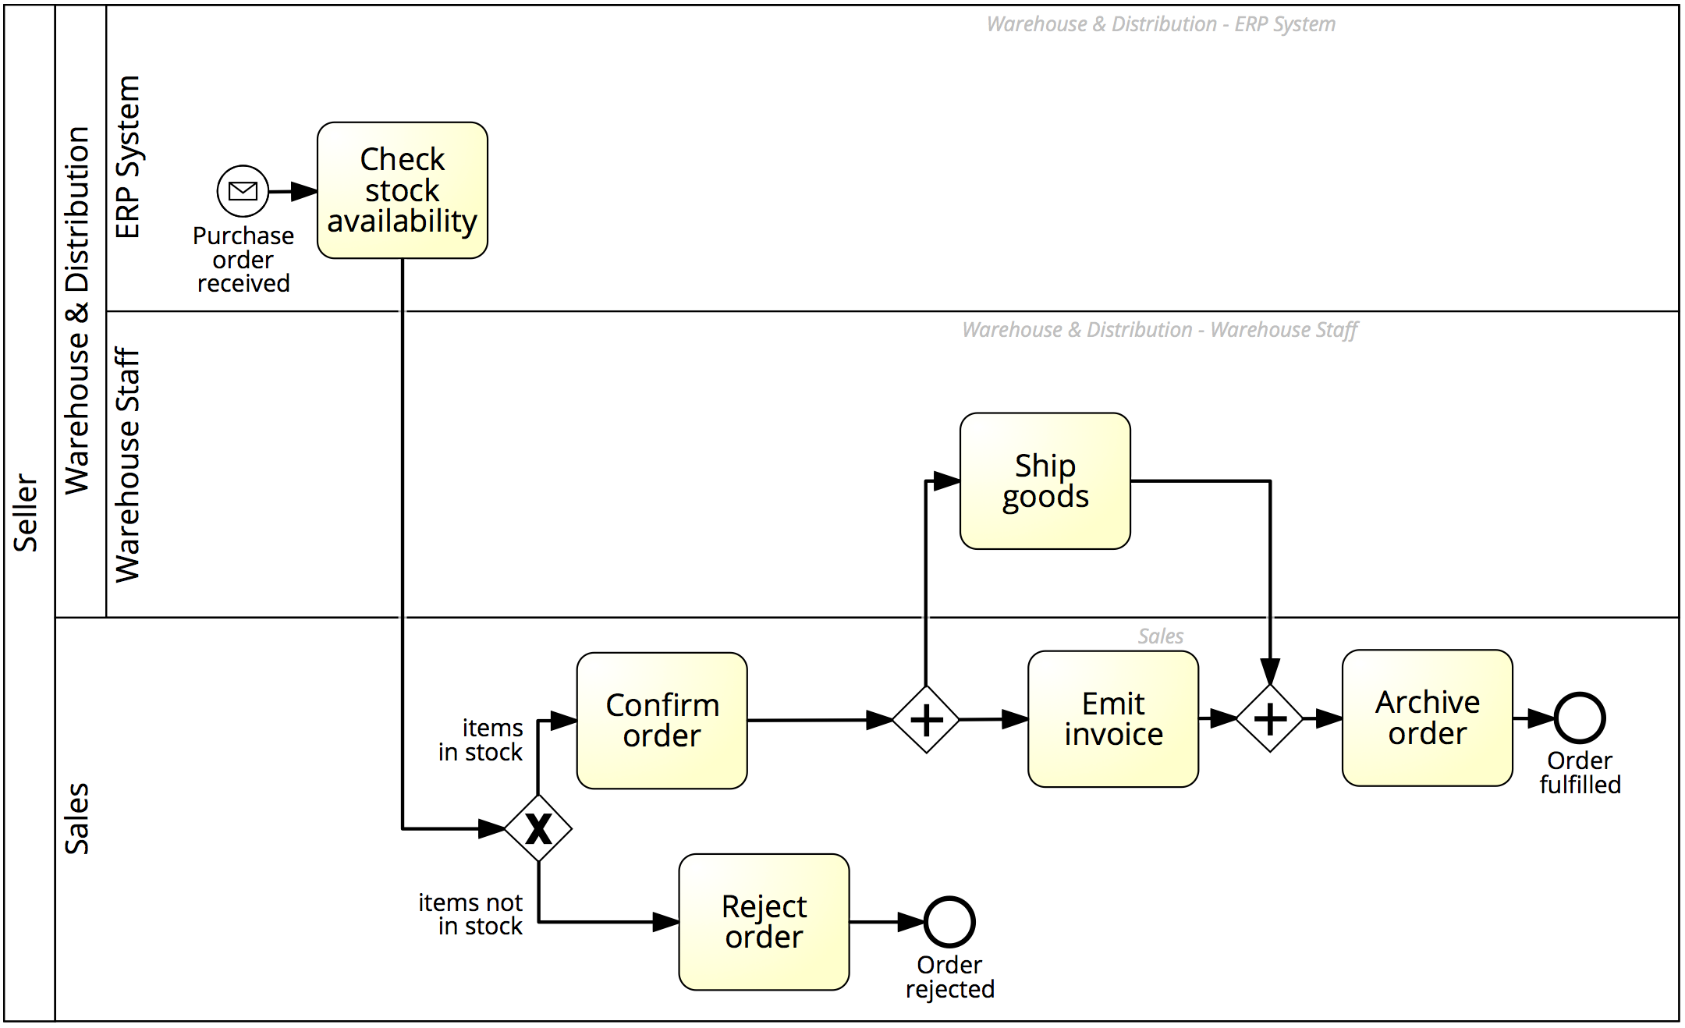 Seller
Warehouse & Distribution
ERP System
Warehouse & Distribution - ERP System
Purchase
order
received
Check
stock
availability
Warehouse Staff
Warehouse & Distribution - Warehouse Staff
Ship
goods
Sales
Sales
items
in stock
Confirm
order
Emit
invoice
Archive
order
Order
fulfilled
X
items not
in stock
Reject
order
Order
rejected